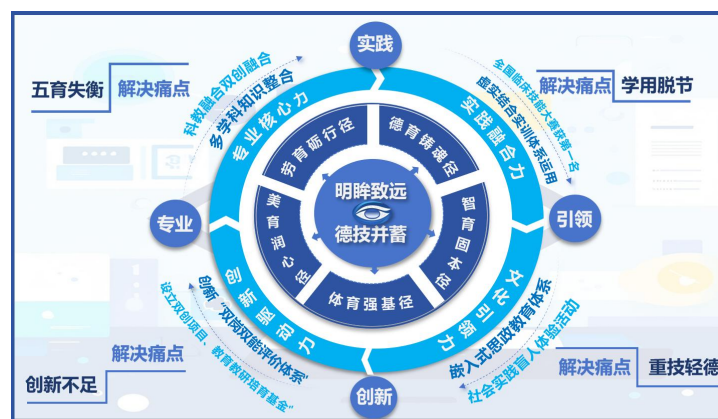 实践
五育失衡
解决痛点
科教融合双创融合
多学科知识整合
专业核心力
全国临床技能大赛获第一名
虚实结合实训体系运用
实践融合力
解决痛点
学用脱节
劳育砺行径
德育铸魂径
专业
美育润心径
明眸致远
德技并蓄
智育固本径
引领
体育强基径
创新驱动力
创新“双岗双能评价体系”
设立双创项目，教育教研培育基金”
文化引领力
嵌入式思政教育体系
社会实践盲人体验活动
解决痛点
创新不足
创新
解决痛点
重技轻德